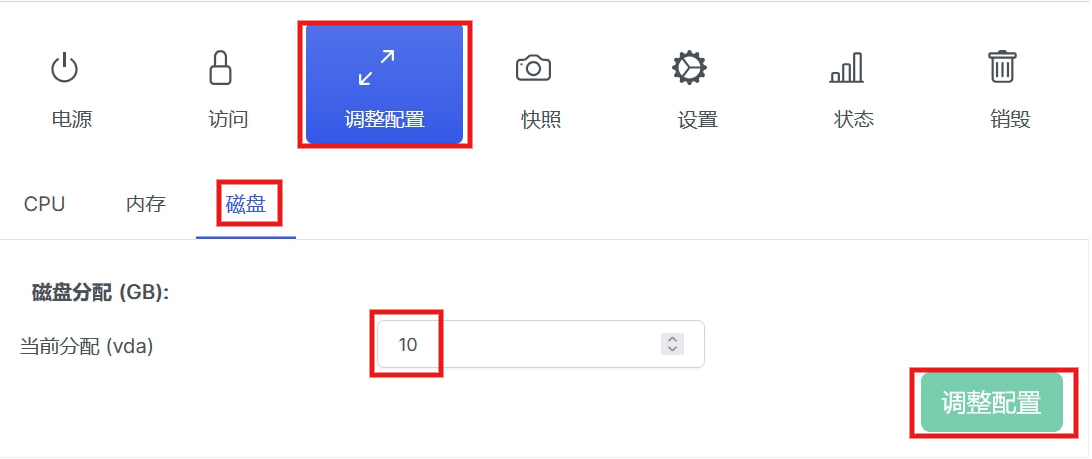 电源 访问 调整配置 快照 设置 状态 销毁
CPU 内存 磁盘
磁盘分配 (GB):
当前分配 (vda) 10
调整配置